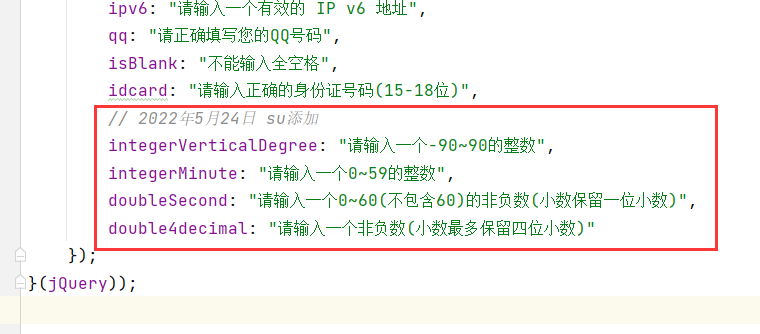 ipv6: "请输入一个有效的 IP v6 地址",
qq: "请正确填写您的QQ号码",
isBlank: "不能输入全空格",
idcard: "请输入正确的身份证号码(15-18位)",
// 2022年5月24日 su添加
integerVerticalDegree: "请输入一个-90~90的整数",
integerMinute: "请输入一个0~59的整数",
doubleSecond: "请输入一个0~60(不包含60)的非负数(小数保留一位小数)",
double4decimal: "请输入一个非负数(小数最多保留四位小数)"
});
}(jQuery));